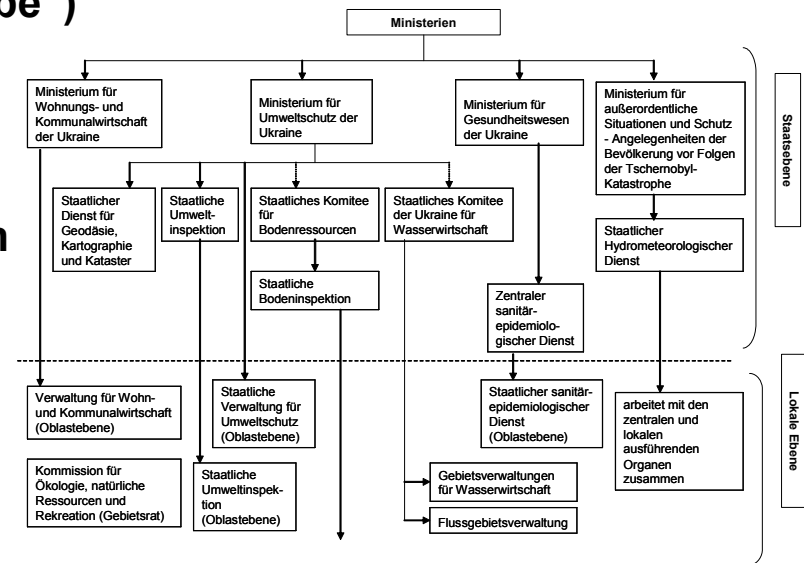 be")
n
Ministerien
Ministerium für
Wohnungs- und
Kommunalwirtschaft
der Ukraine
Ministerium für
Umweltschutz der
Ukraine
Ministerium für
Gesundheitswesen
der Ukraine
Ministerium für
außerordentliche
Situationen und Schutz
- Angelegenheiten der
Bevölkerung vor Folgen
der Tschernobyl-
Katastrophe
Staatsebene
Staatlicher
Dienst für
Geodäsie,
Kartographie
und Kataster
Staatliche
Umwelt-
inspektion
Staatliches Komitee
für
Bodenressourcen
Staatliches Komitee
der Ukraine für
Wasserwirtschaft
Staatlicher
Hydrometeorologischer
Dienst
Staatliche
Bodeninspektion
Zentraler
sanitär-
epidemiolo-
gischer Dienst
Verwaltung für Wohn-
und Kommunalwirtschaft
(Oblastebene)
Staatliche
Verwaltung für
Umweltschutz
(Oblastebene)
Staatlicher sanitär-
epidemiologischer
Dienst
(Oblastebene)
arbeitet mit den
zentralen und
lokalen
ausführenden
Organen
zusammen
Lokale Ebene
Kommission für
Ökologie, natürliche
Ressourcen und
Rekreation (Gebietsrat)
Staatliche
Umweltinspek-
tion
(Oblastebene)
Gebietsverwaltungen
für Wasserwirtschaft
Flussgebietsverwaltung